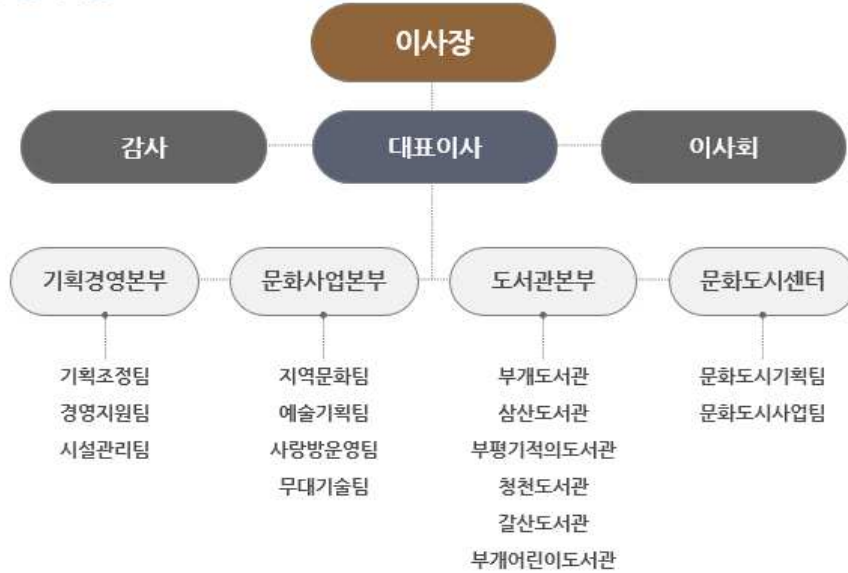 이사장
감사
대표이사
이사회
기획경영본부
문화사업본부
도서관본부
문화도시센터
기획조정팀
경영지원팀
시설관리팀
지역문화팀
예술기획팀
사랑방운영팀
무대기술팀
부개도서관
삼산도서관
부평기적의도서관
청천도서관
갈산도서관
부개어린이도서관
문화도시기획팀
문화도시사업팀